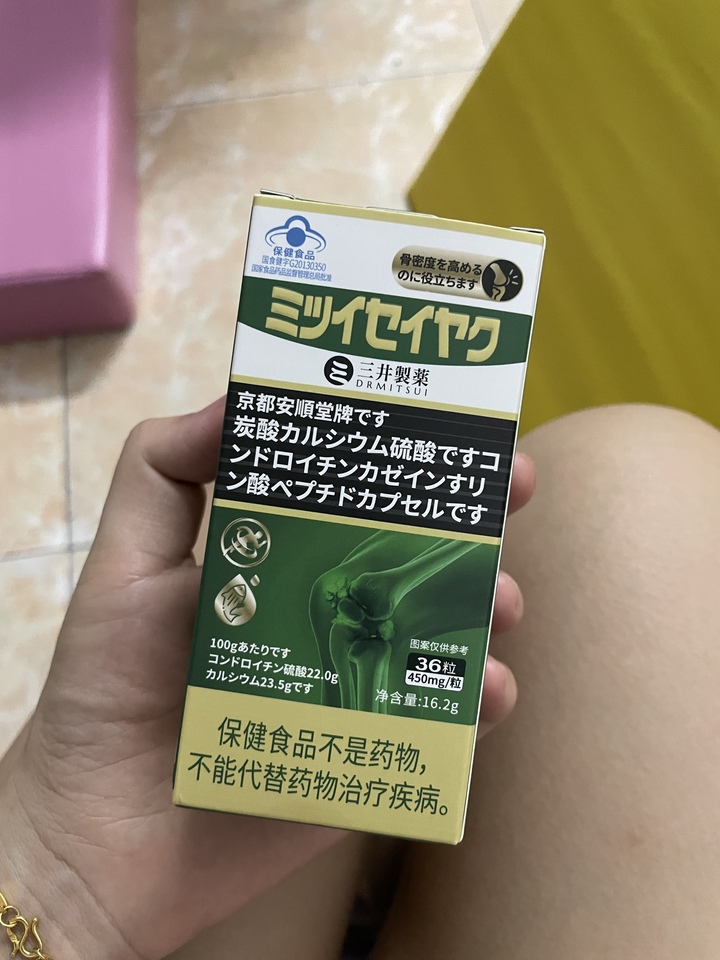 保健食品
国食健字G20130350
国家食品药品监督管理总局批准
骨密度を高める
のに役立ちます
ミツイセイヤク
三井製薬
DRMITSUI
京都安順堂牌です
炭酸カルシウム硫酸ですコ
ンドロイチンカゼインすリ
ン酸ペプチドカプセルです
100gあたりです
コンドロイチン硫酸22.0g
カルシウム23.5gです
图案仅供参考
36粒
450mg/粒
净含量:16.2g
保健食品不是药物，
不能代替药物治疗疾病。